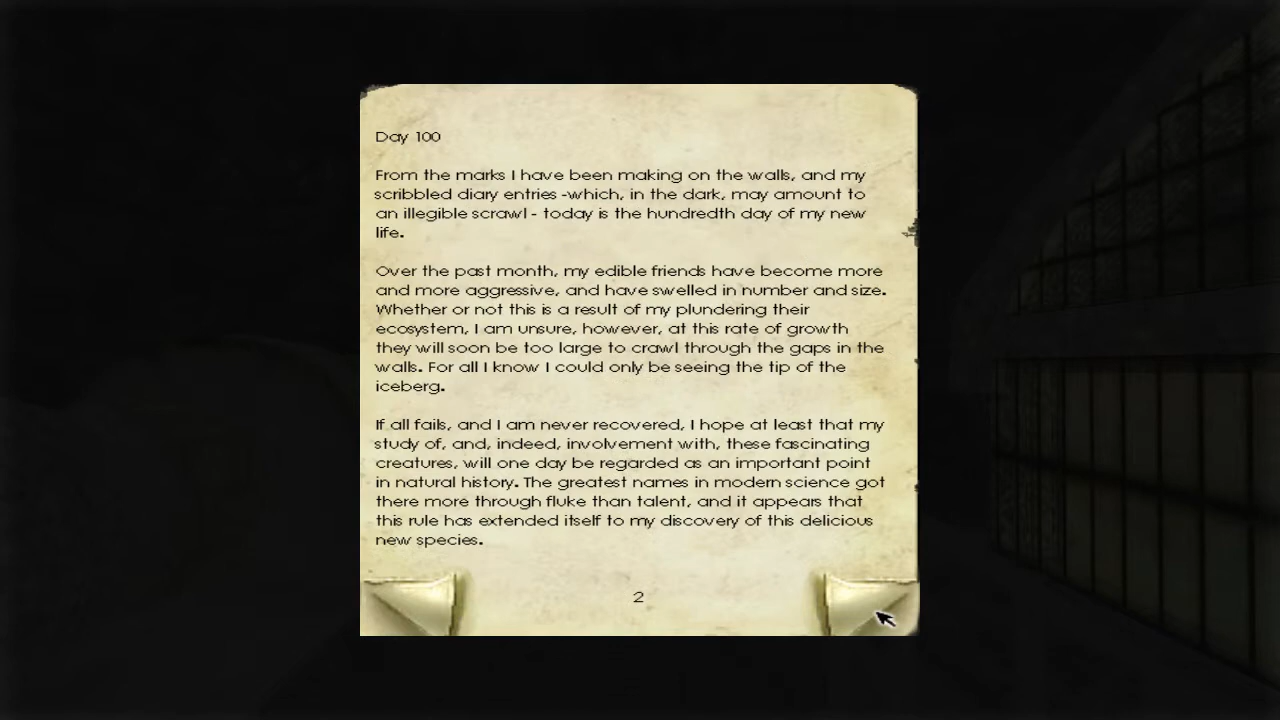 Day 100
From the marks I have been making on the walls, and my
scribbled diary entries -which, in the dark, may amount to
an illegible scrawl - today is the hundredth day of my new
life.
Over the past month, my edible friends have become more
and more aggressive, and have swelled in number and size.
Whether or not this is a result of my plundering their
ecosystem, I am unsure, however, at this rate of growth
they will soon be too large to crawl through the gaps in the
walls. For all I know I could only be seeing the tip of the
iceberg.
If all fails, and I am never recovered, I hope at least that my
study of, and, indeed, involvement with, these fascinating
creatures, will one day be regarded as an important point
in natural history. The greatest names in modern science got
there more through fluke than talent, and it appears that
this rule has extended itself to my discovery of this delicious
new species.
2